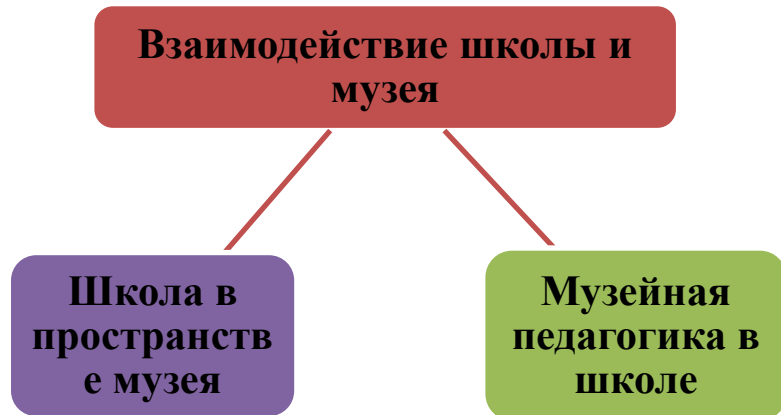 Взаимодействие школы и
музея
Школа в
пространств
е музея
Музейная
педагогика в
школе